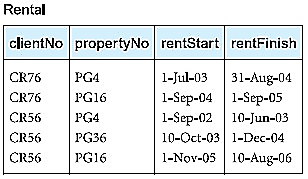 Rental
clientNo propertyNo rentStart rentFinish
CR76 PG4 1-Jul-03 31-Aug-04
CR76 PG16 1-Sep-04 1-Sep-05
CR56 PG4 1-Sep-02 10-Jun-03
CR56 PG36 10-Oct-03 1-Dec-04
CR56 PG16 1-Nov-05 10-Aug-06